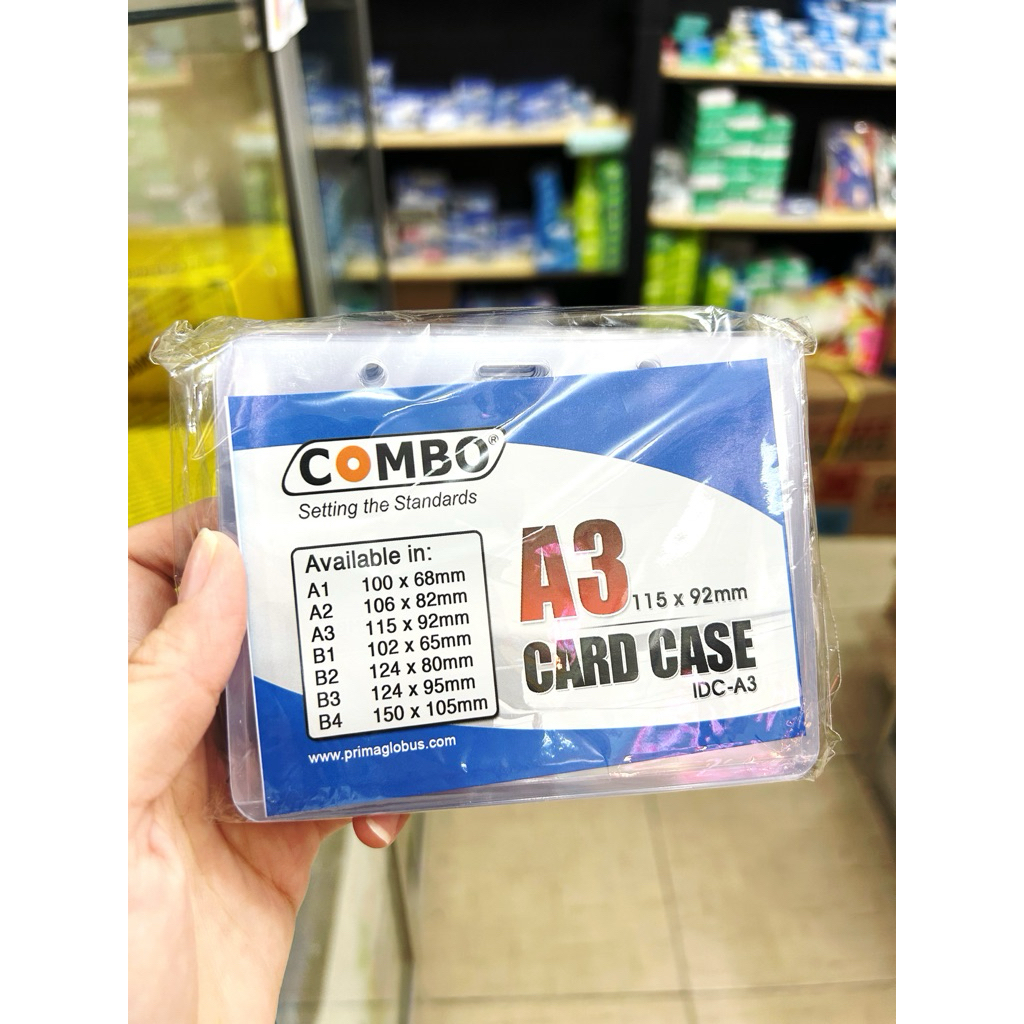 COMBO®
Setting the Standards
Available in:
A1 100 x 68mm
A2 106 x 82mm
A3 115 x 92mm
B1 102 x 65mm
B2 124 x 80mm
B3 124 x 95mm
B4 150 x 105mm
www.primaglobus.com
A3 115 x 92mm
CARD CASE
IDC-A3